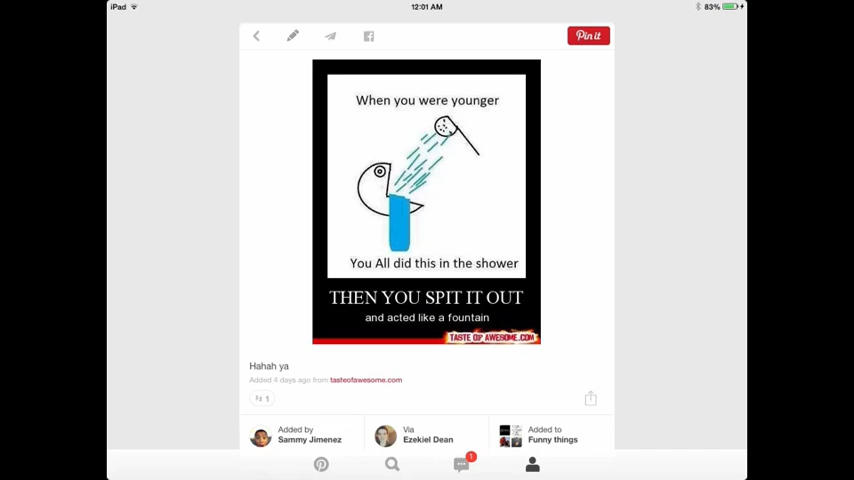 iPad
12:01 AM
83%
Pin it
When you were younger
You All did this in the shower
THEN YOU SPIT IT OUT
and acted like a fountain
TASTE OF AWESOME.COM
Hahah ya
Added 4 days ago from tasteofawesome.com
1
Added by
Sammy Jimenez
Via
Ezekiel Dean
Added to
Funny things
1